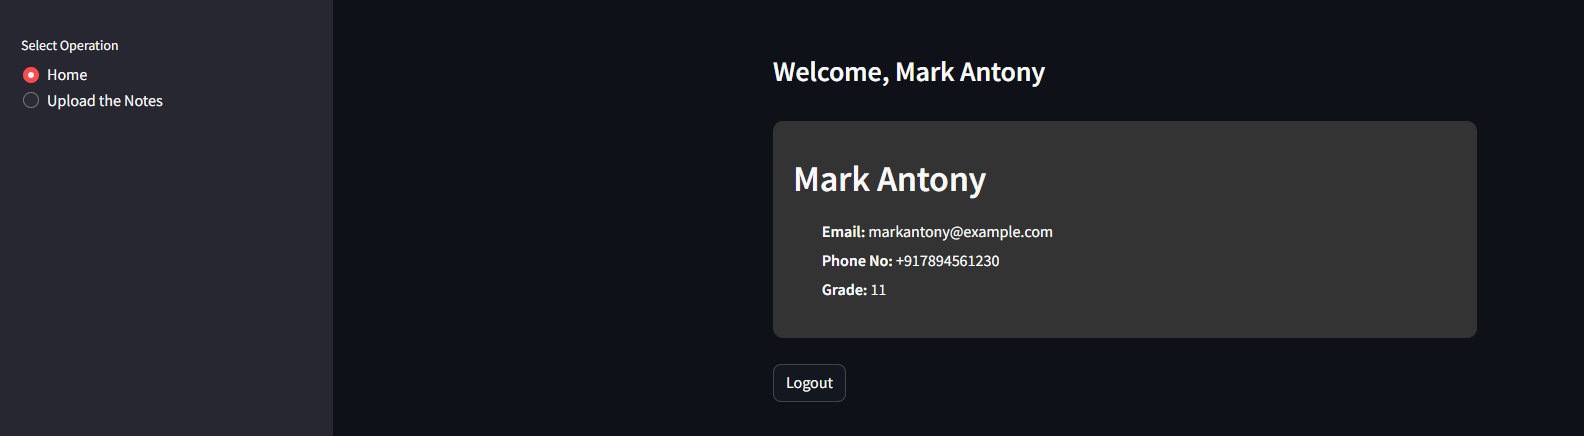 Select Operation
Home
Upload the Notes
Welcome, Mark Antony
Mark Antony
Email: markantony@example.com
Phone No: +917894561230
Grade: 11
Logout